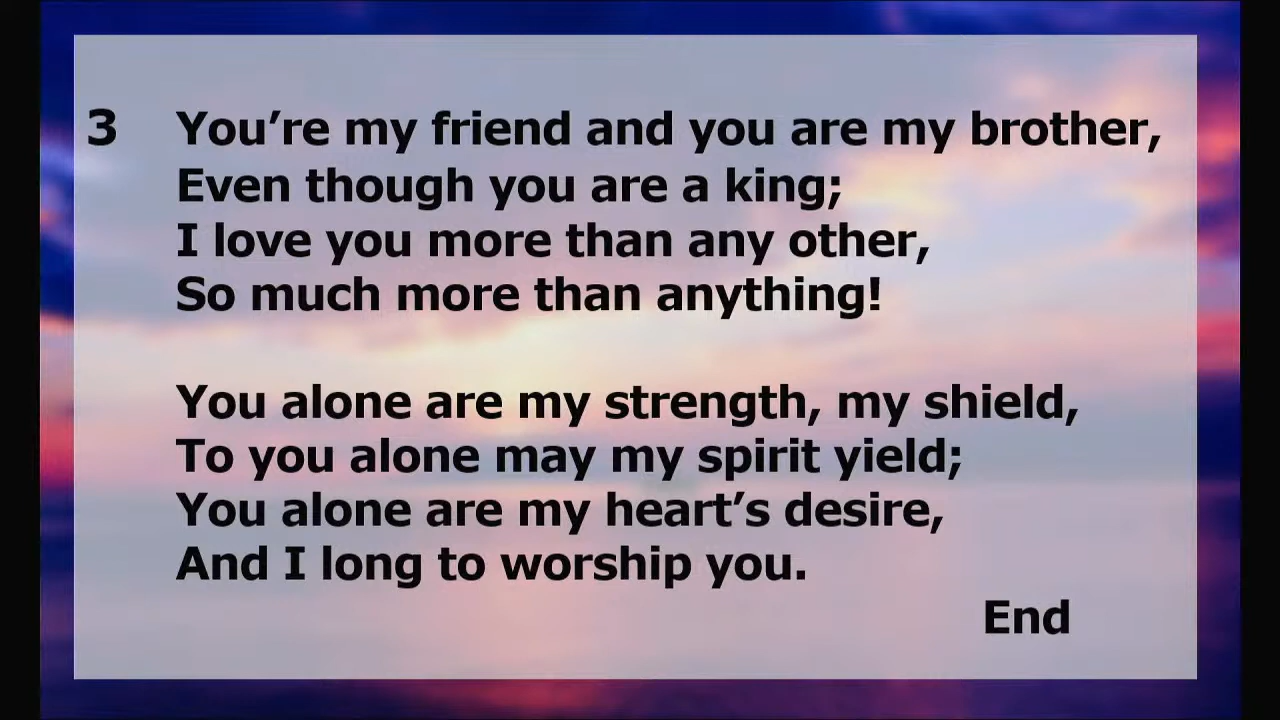 3 You’re my friend and you are my brother,
Even though you are a king;
I love you more than any other,
So much more than anything!
You alone are my strength, my shield,
To you alone may my spirit yield;
You alone are my heart’s desire,
And I long to worship you.
End